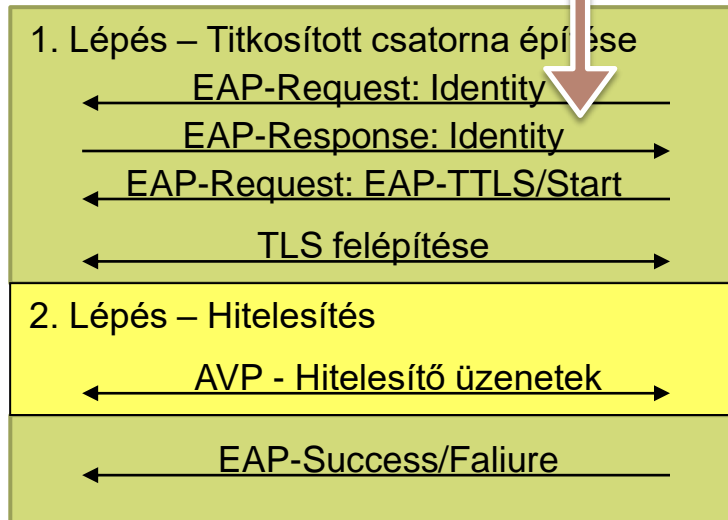 1. Lépés – Titkosított csatorna építése
EAP-Request: Identity
EAP-Response: Identity
EAP-Request: EAP-TTLS/Start
TLS felépítése
2. Lépés – Hitelesítés
AVP - Hitelesítő üzenetek
EAP-Success/Faliure